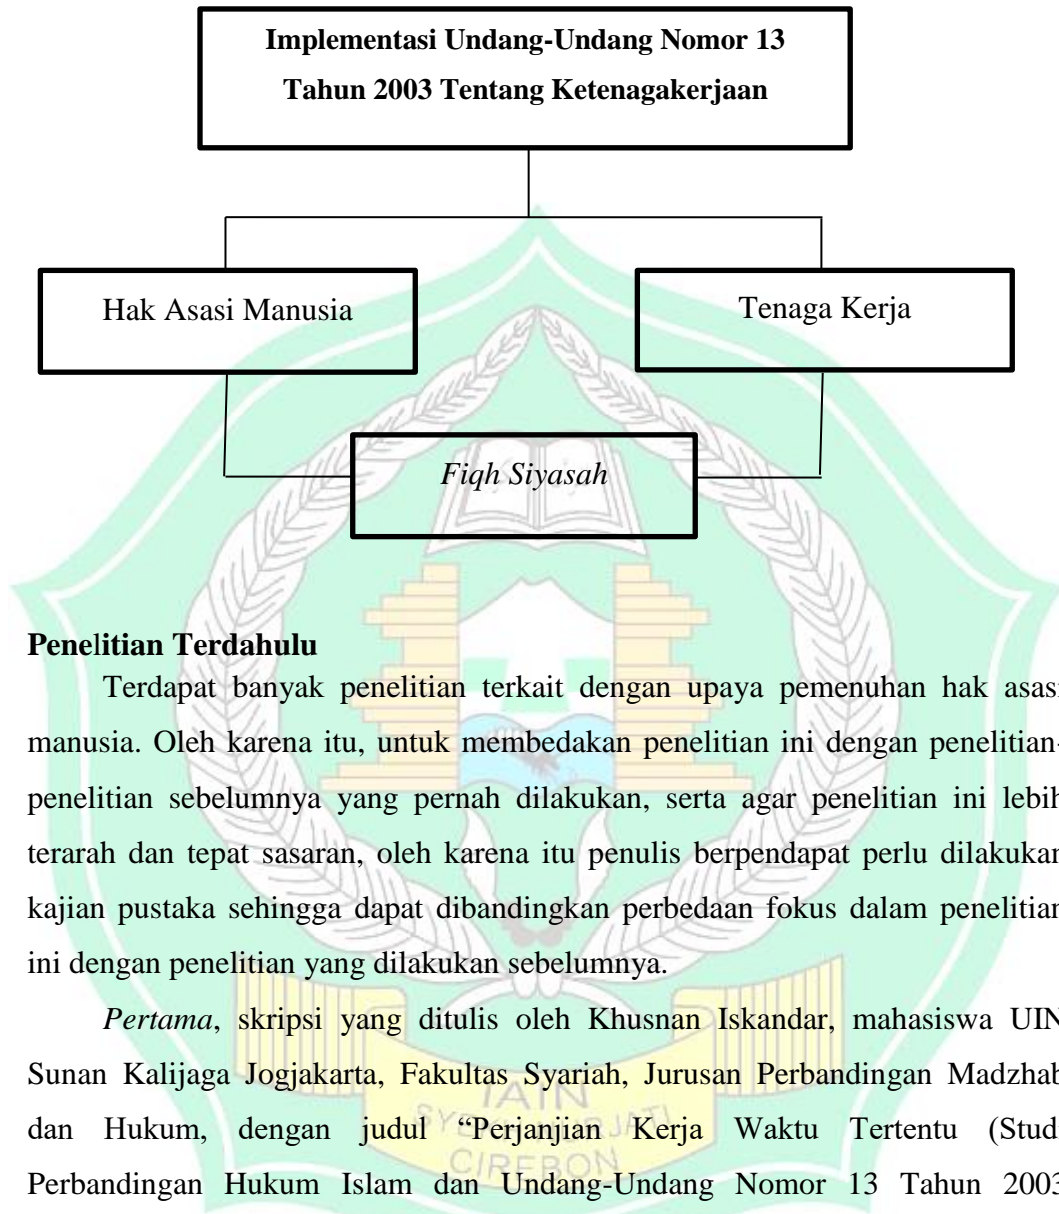 Implementasi Undang-Undang Nomor 13
Tahun 2003 Tentang Ketenagakerjaan
Hak Asasi Manusia
Tenaga Kerja
Fiqh Siyasah
Penelitian Terdahulu
Terdapat banyak penelitian terkait dengan upaya pemenuhan hak asasi
manusia. Oleh karena itu, untuk membedakan penelitian ini dengan penelitian-
penelitian sebelumnya yang pernah dilakukan, serta agar penelitian ini lebih
terarah dan tepat sasaran, oleh karena itu penulis berpendapat perlu dilakukan
kajian pustaka sehingga dapat dibandingkan perbedaan fokus dalam penelitian
ini dengan penelitian yang dilakukan sebelumnya.
Pertama, skripsi yang ditulis oleh Khusnan Iskandar, mahasiswa UIN
Sunan Kalijaga Jogjakarta, Fakultas Syariah, Jurusan Perbandingan Madzhab
IAIN
dan Hukum, dengan judul “Perjanjian Kerja Waktu Tertentu (Studi
SYEKH NURJATI
CIREBON
Perbandingan Hukum Islam dan Undang-Undang Nomor 13 Tahun 2003